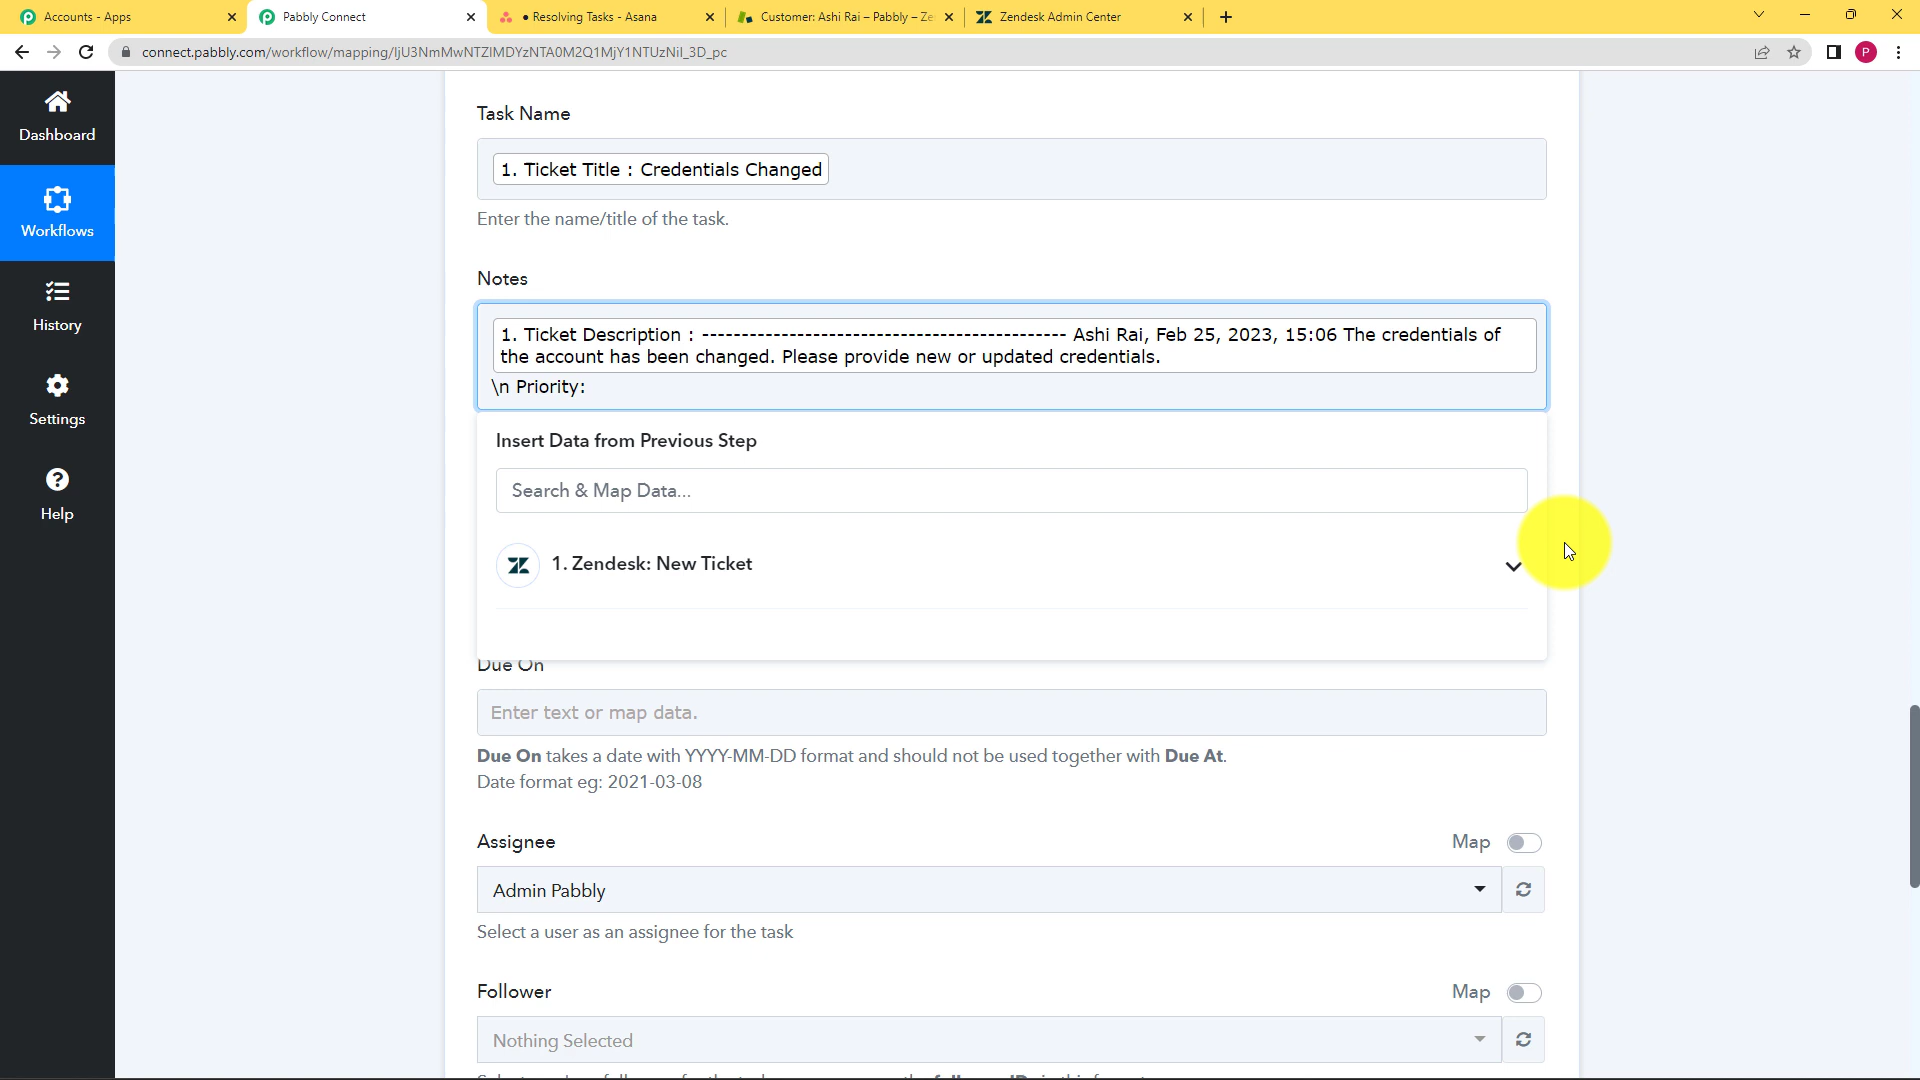 Accounts - Apps
Pabbly Connect
• Resolving Tasks - Asana
Customer: Ashi Rai – Pabbly – Ze
Zendesk Admin Center
connect.pabbly.com/workflow/mapping/IjU3NmMwNTZlMDYzNTA0M2Q1MjY1NTUzNiI_3D_pc
P
Dashboard
Workflows
History
Settings
Help
Task Name
1. Ticket Title : Credentials Changed
Enter the name/title of the task.
Notes
1. Ticket Description : ---------------------------------------------- Ashi Rai, Feb 25, 2023, 15:06 The credentials of
the account has been changed. Please provide new or updated credentials.
\n Priority:
Insert Data from Previous Step
Search & Map Data...
1. Zendesk: New Ticket
Due On
Enter text or map data.
Due On takes a date with YYYY-MM-DD format and should not be used together with Due At.
Date format eg: 2021-03-08
Assignee
Map
Admin Pabbly
Select a user as an assignee for the task
Follower
Map
Nothing Selected